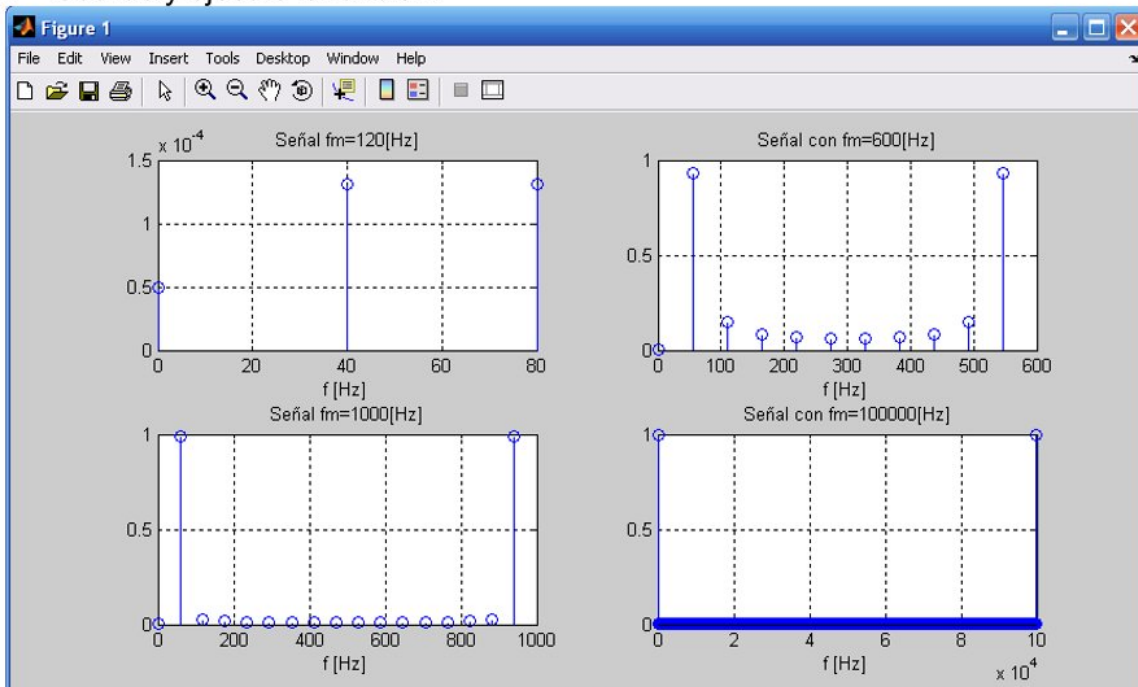 Figure 1
File Edit View Insert Tools Desktop Window Help
x 10^-4
Señal fm=120[Hz]
1.5
1
0.5
0
0 20 40 60 80
f [Hz]
Señal con fm=600[Hz]
1
0.5
0
0 100 200 300 400 500 600
f [Hz]
Señal fm=1000[Hz]
1
0.5
0
0 200 400 600 800 1000
f [Hz]
Señal con fm=100000[Hz]
1
0.5
0
0 2 4 6 8 10
f [Hz]
x 10^4